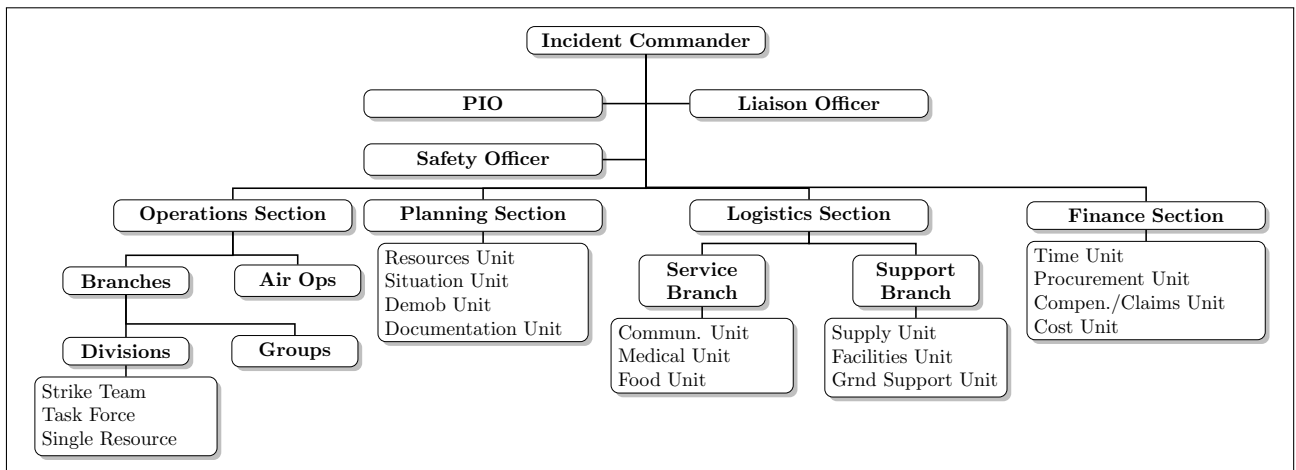 Incident Commander
PIO
Liaison Officer
Safety Officer
Operations Section
Planning Section
Logistics Section
Finance Section
Branches
Air Ops
Divisions
Groups
Strike Team
Task Force
Single Resource
Resources Unit
Situation Unit
Demob Unit
Documentation Unit
Service
Branch
Commun. Unit
Medical Unit
Food Unit
Support
Branch
Supply Unit
Facilities Unit
Grnd Support Unit
Time Unit
Procurement Unit
Compen./Claims Unit
Cost Unit